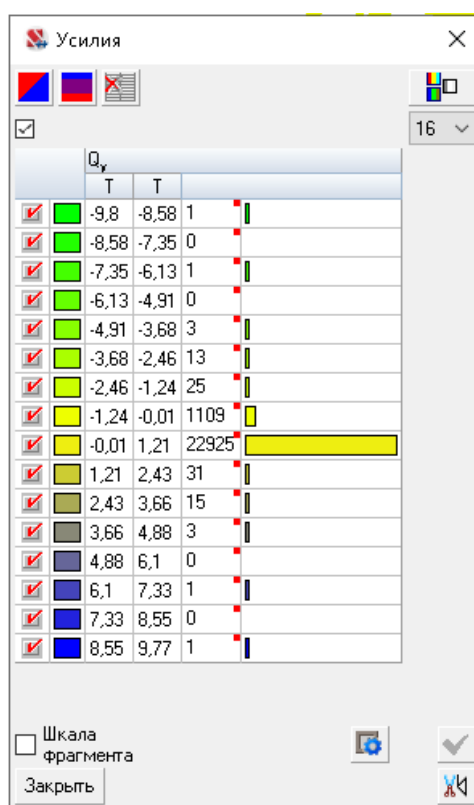 Усилия
16
Qy
Т Т
-9,8 -8,58 1
-8,58 -7,35 0
-7,35 -6,13 1
-6,13 -4,91 0
-4,91 -3,68 3
-3,68 -2,46 13
-2,46 -1,24 25
-1,24 -0,01 1109
-0,01 1,21 22925
1,21 2,43 31
2,43 3,66 15
3,66 4,88 3
4,88 6,1 0
6,1 7,33 1
7,33 8,55 0
8,55 9,77 1
Шкала
фрагмента
Закрыть